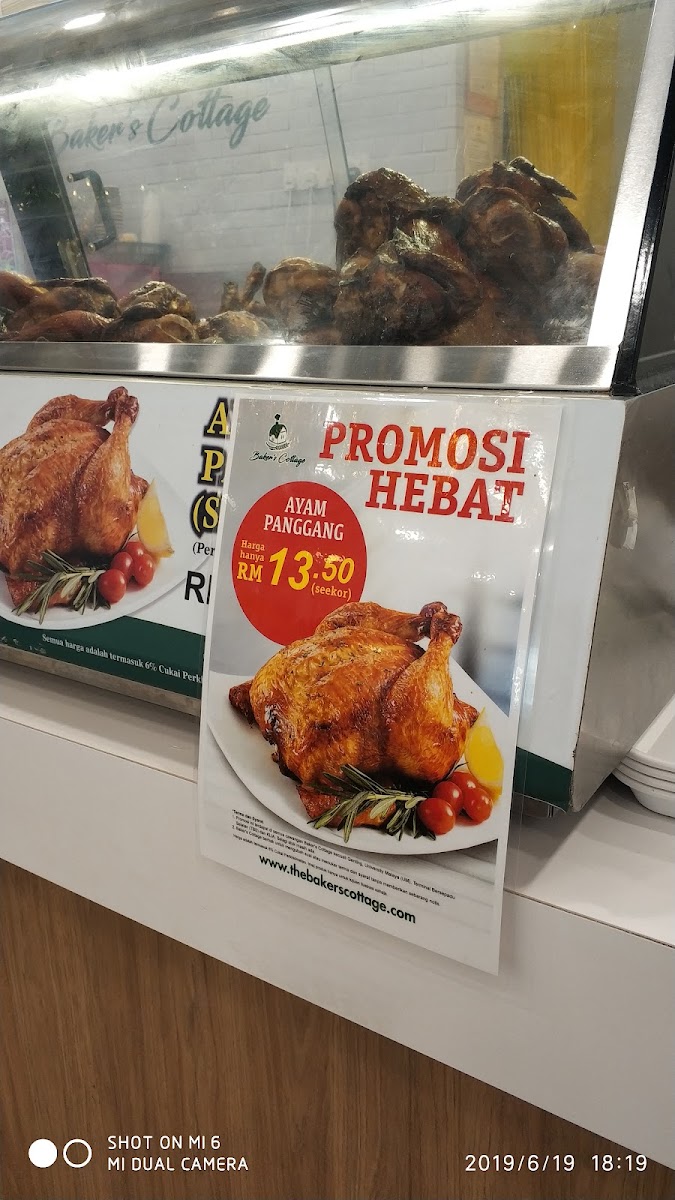 Baker's Cottage
A
P
(S
(Per
R
Semua harga adalah termasuk 6% Cukai
Baker's Cottage
PROMOSI
HEBAT
AYAM
PANGGANG
Harga
hanya
RM 13.50
(seekor)
www.thebakerscottage.com
SHOT ON MI 6
MI DUAL CAMERA
2019/6/19 18:19